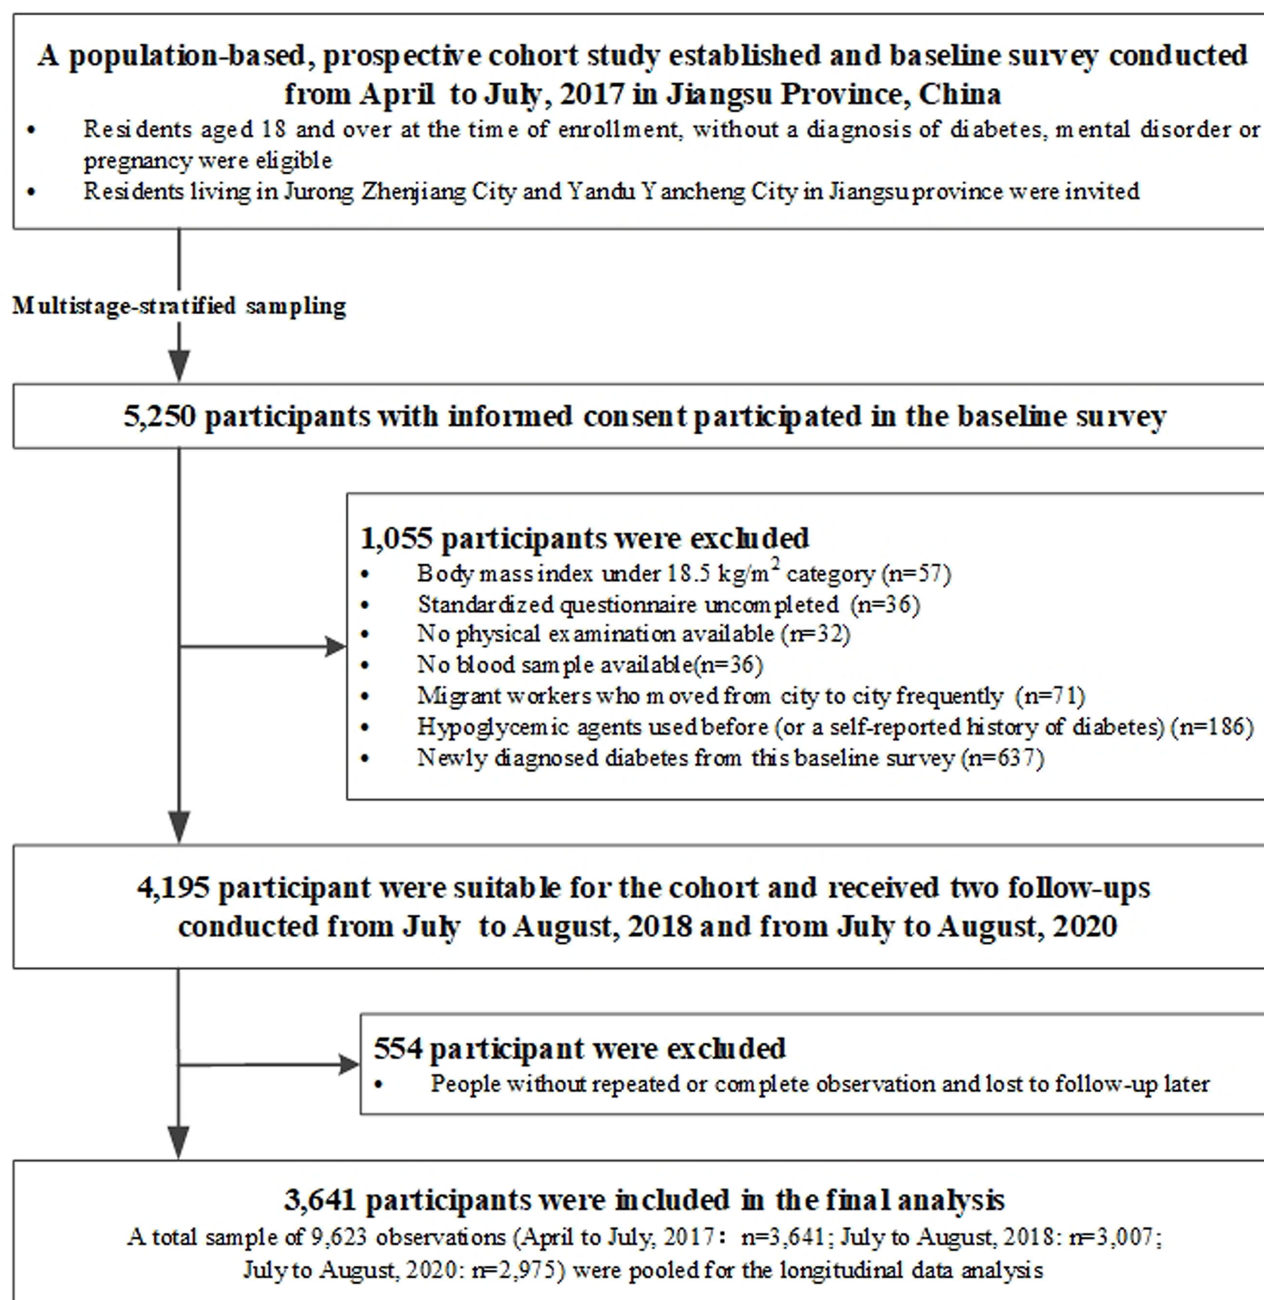 A population-based, prospective cohort study established and baseline survey conducted
from April to July, 2017 in Jiangsu Province, China
• Residents aged 18 and over at the time of enrollment, without a diagnosis of diabetes, mental disorder or
pregnancy were eligible
• Residents living in Jurong Zhenjiang City and Yandu Yancheng City in Jiangsu province were invited
Multistage-stratified sampling
5,250 participants with informed consent participated in the baseline survey
1,055 participants were excluded
• Body mass index under 18.5 kg/m² category (n=57)
• Standardized questionnaire uncompleted (n=36)
• No physical examination available (n=32)
• No blood sample available(n=36)
• Migrant workers who moved from city to city frequently (n=71)
• Hypoglycemic agents used before (or a self-reported history of diabetes) (n=186)
• Newly diagnosed diabetes from this baseline survey (n=637)
4,195 participant were suitable for the cohort and received two follow-ups
conducted from July to August, 2018 and from July to August, 2020
554 participant were excluded
• People without repeated or complete observation and lost to follow-up later
3,641 participants were included in the final analysis
A total sample of 9,623 observations (April to July, 2017: n=3,641; July to August, 2018: n=3,007;
July to August, 2020: n=2,975) were pooled for the longitudinal data analysis